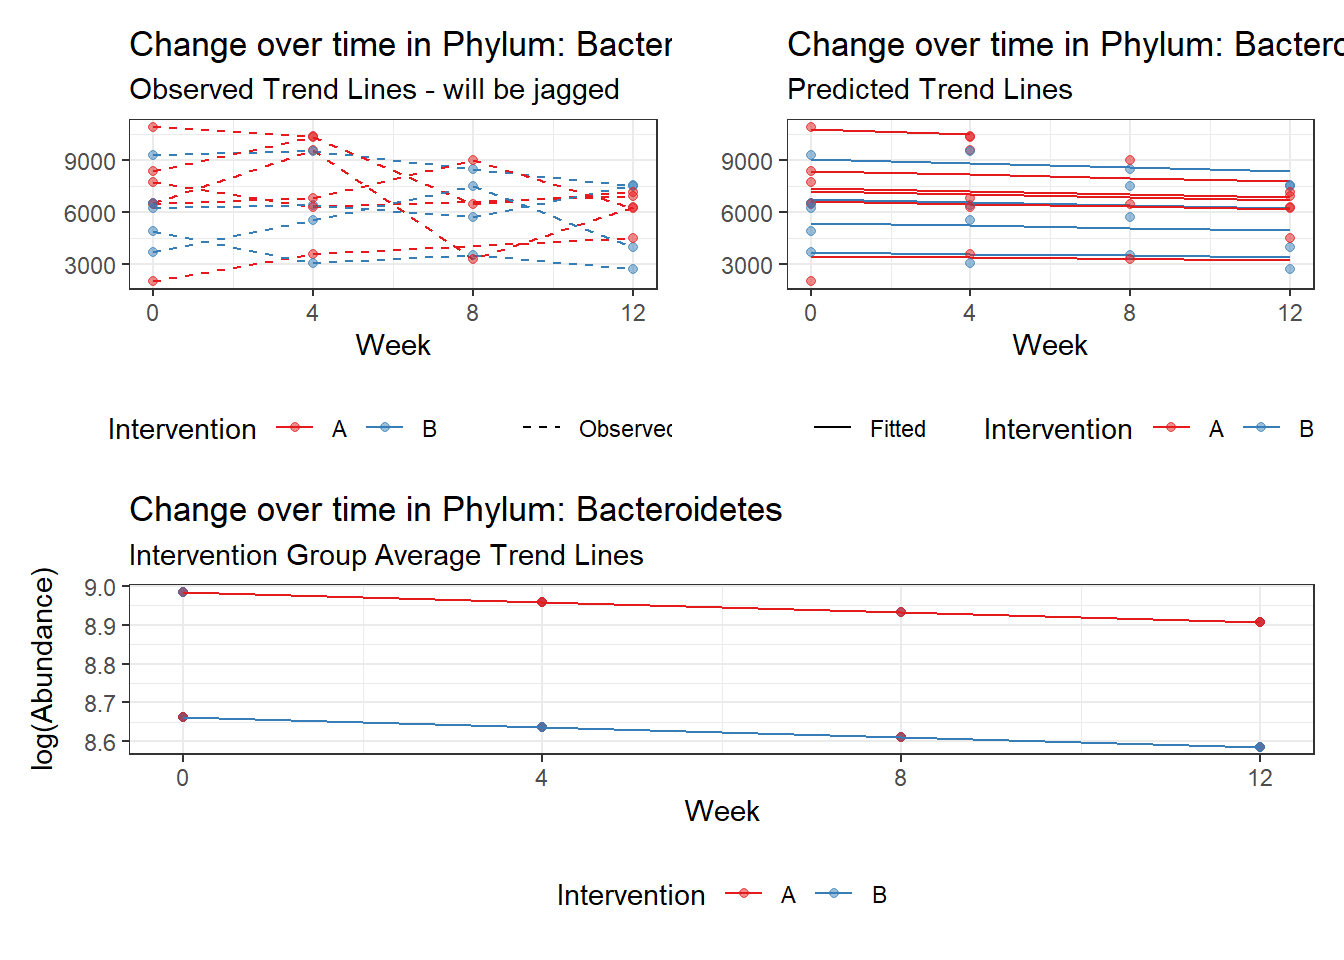 Change over time in Phylum: Bacter
Observed Trend Lines - will be jagged
9000
6000
3000
0 4 8 12
Week
Intervention A B Observed
Change over time in Phylum: Bactero
Predicted Trend Lines
9000
6000
3000
0 4 8 12
Week
Fitted Intervention A B
Change over time in Phylum: Bacteroidetes
Intervention Group Average Trend Lines
log(Abundance)
9.0
8.9
8.8
8.7
8.6
0 4 8 12
Week
Intervention A B